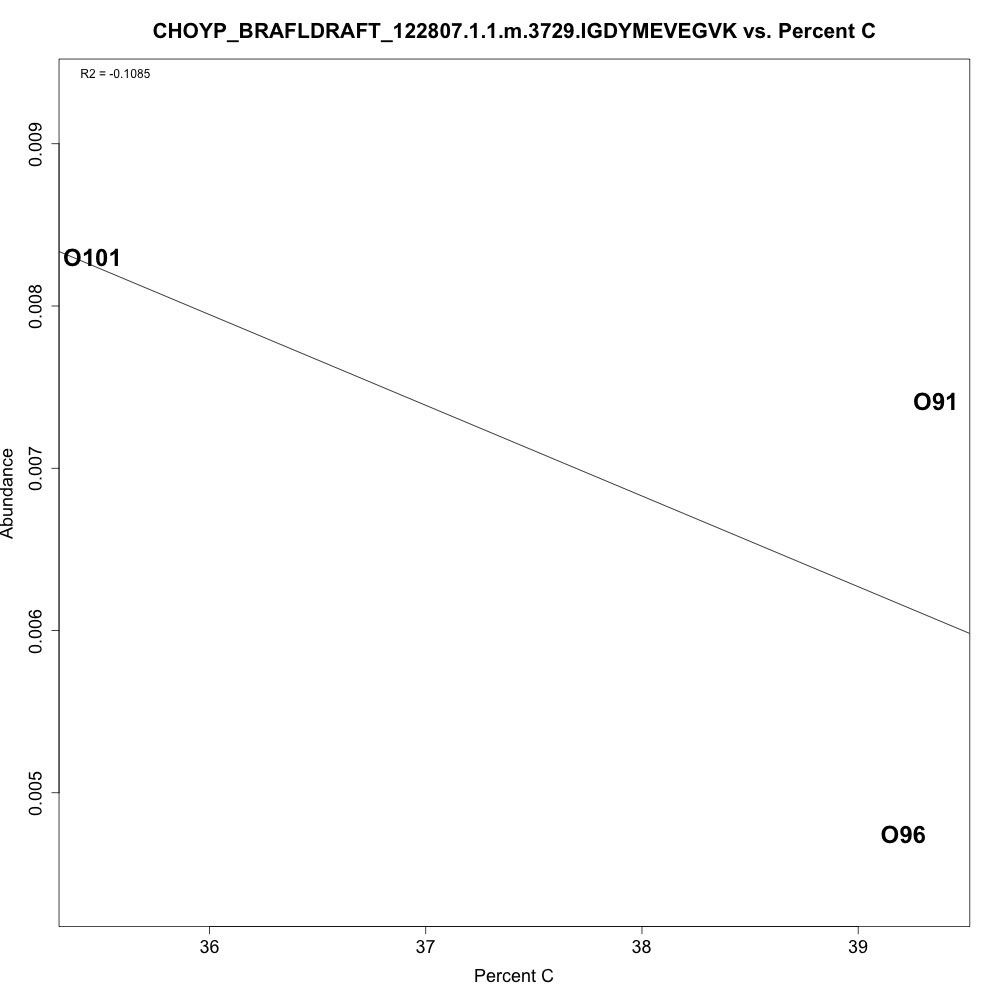 CHOYP_BRAFLDRAFT_122807.1.1.m.3729.IGDYMEVEGVK vs. Percent C
R2 = -0.1085
0.009
O101
0.008
O91
0.007
Abundance
0.006
0.005
O96
36 37 38 39
Percent C